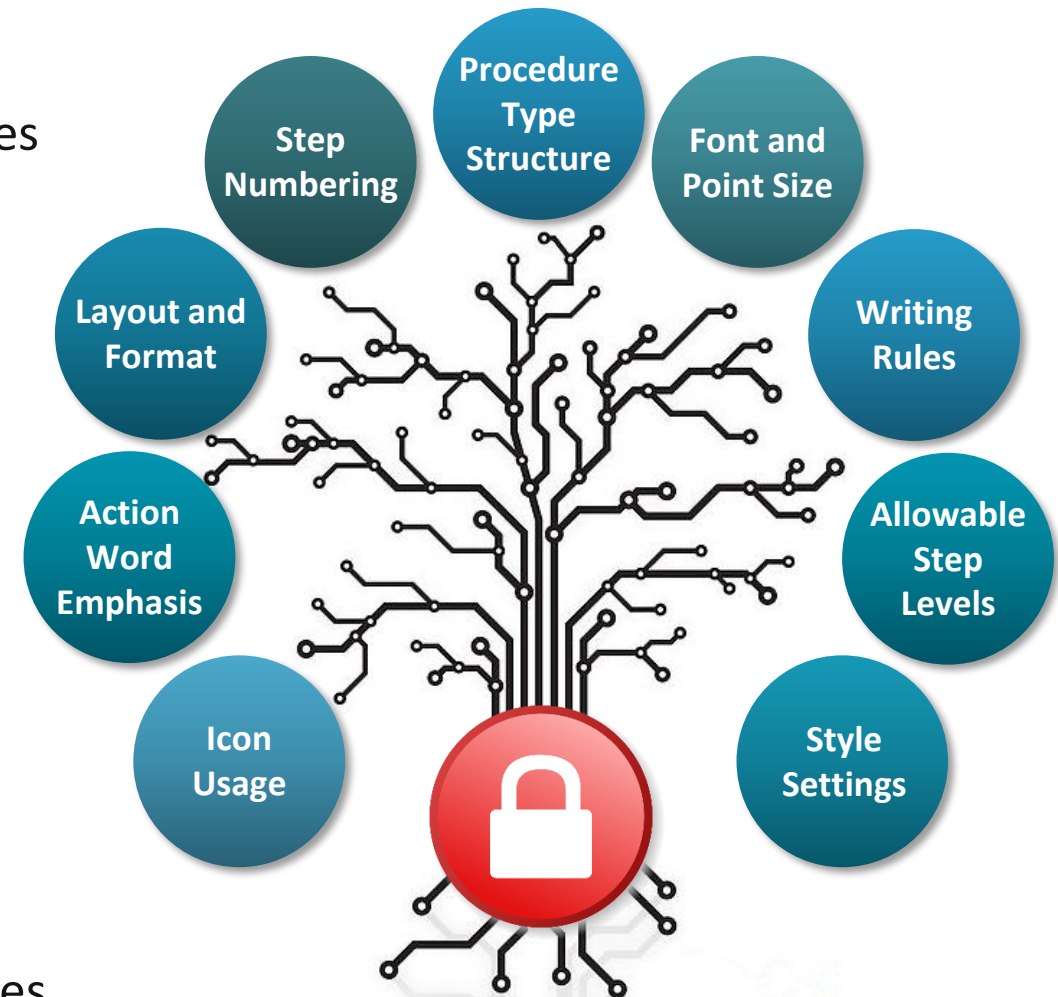 Procedure
Type
Structure
es
Step
Numbering
Font and
Point Size
Layout and
Format
Writing
Rules
Action
Word
Emphasis
Allowable
Step
Levels
Icon
Usage
Style
Settings
es